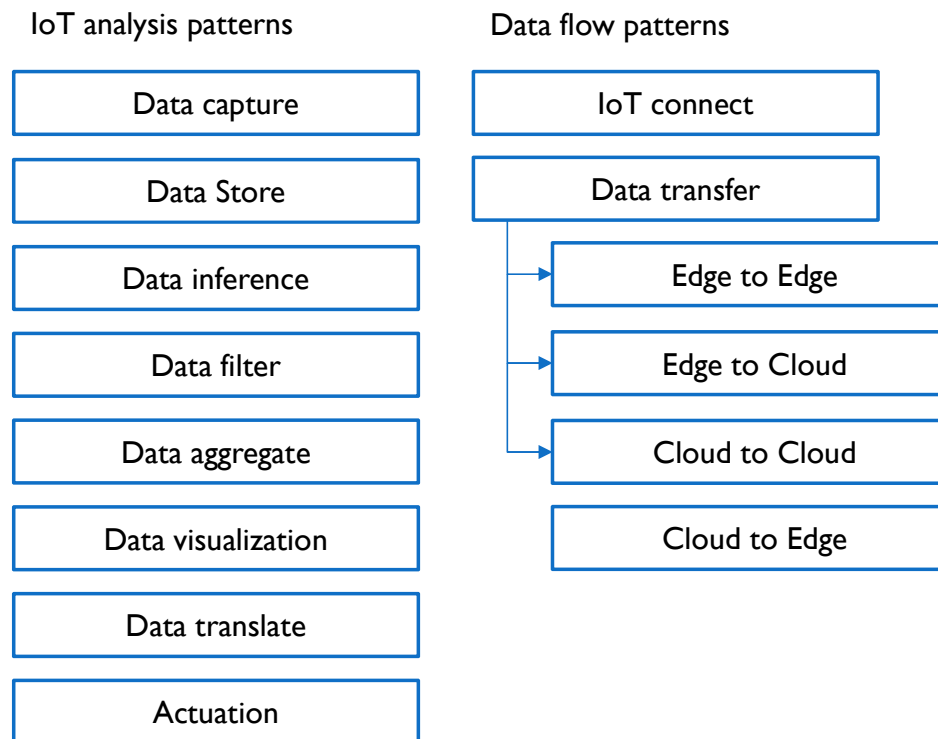 IoT analysis patterns
Data capture
Data Store
Data inference
Data filter
Data aggregate
Data visualization
Data translate
Actuation
Data flow patterns
IoT connect
Data transfer
Edge to Edge
Edge to Cloud
Cloud to Cloud
Cloud to Edge